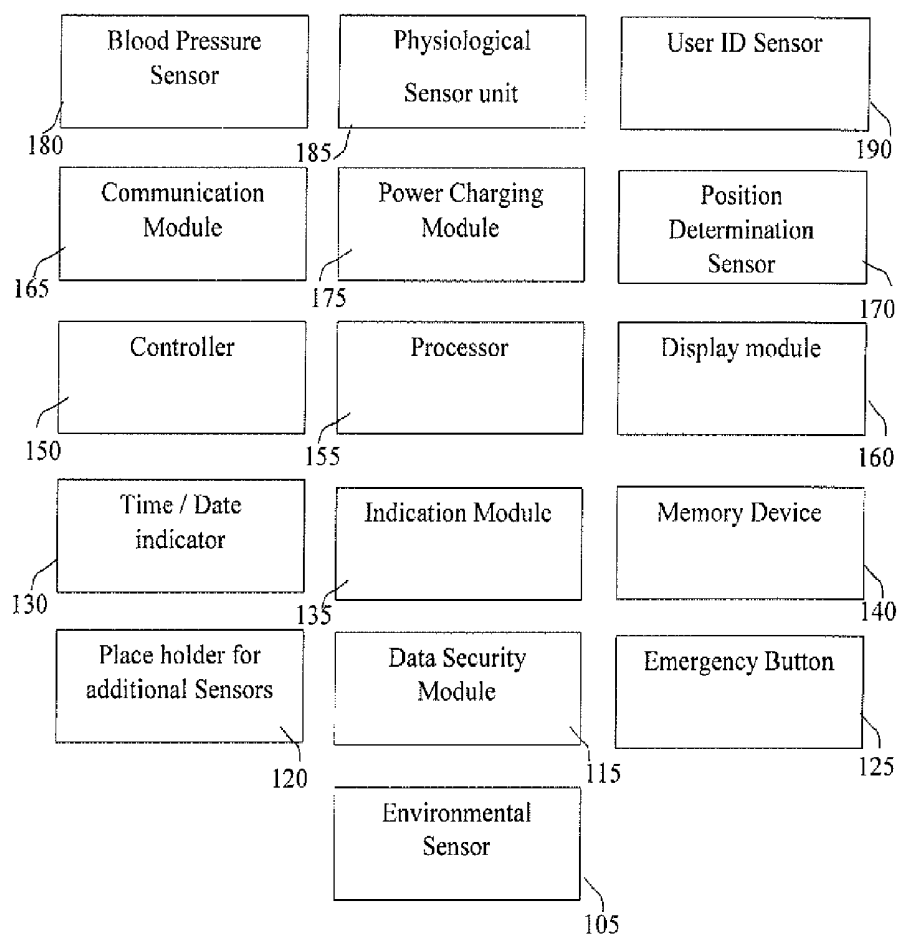 Blood Pressure
Sensor
180
Physiological
Sensor unit
185
User ID Sensor
190
Communication
Module
165
Power Charging
Module
175
Position
Determination
Sensor
170
Controller
150
Processor
155
Display module
160
Time / Date
indicator
130
Indication Module
135
Memory Device
140
Place holder for
additional Sensors
120
Data Security
Module
115
Emergency Button
125
Environmental
Sensor
105